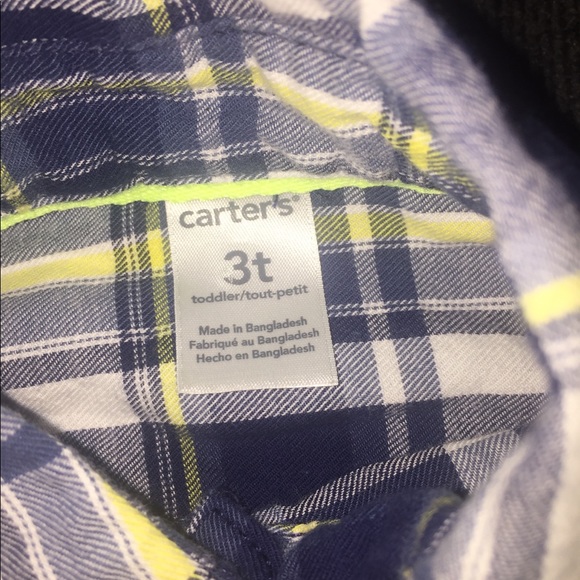 carter's®
3t
toddler/tout-petit
Made in Bangladesh
Fabriqué au Bangladesh
Hecho en Bangladesh